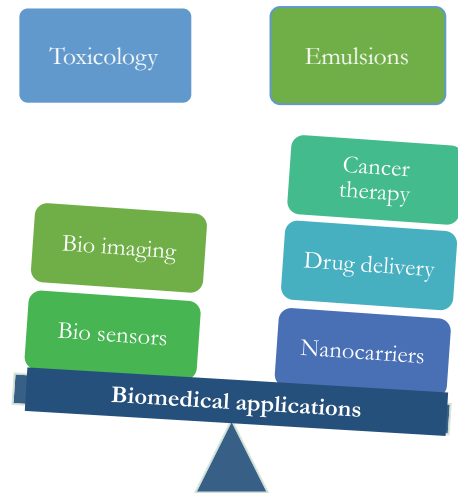 Toxicology
Emulsions
Cancer
therapy
Bio imaging
Drug delivery
Bio sensors
Nanocarriers
Biomedical applications